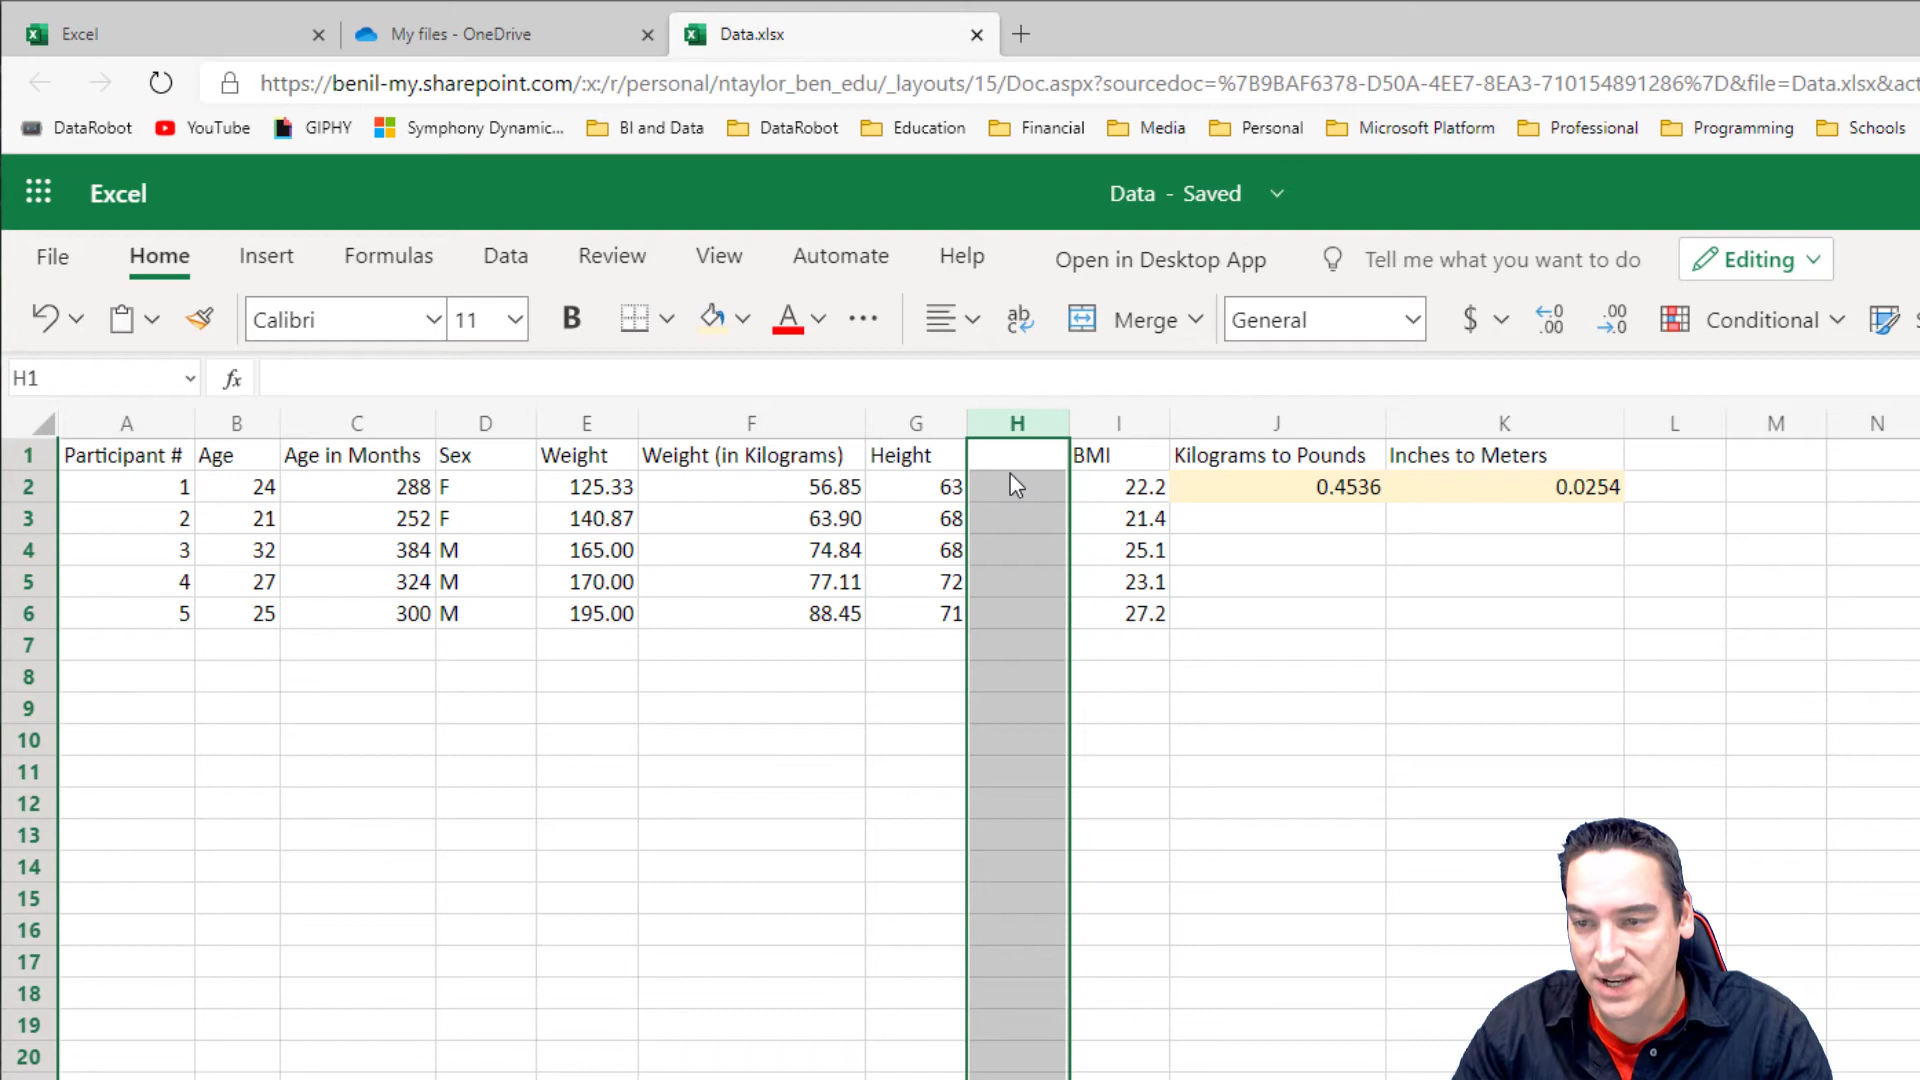 Excel
My files - OneDrive
Data.xlsx
https://benil-my.sharepoint.com/:x:/r/personal/ntaylor_ben_edu/_layouts/15/Doc.aspx?sourcedoc=%7B9BAF6378-D50A-4EE7-8EA3-710154891286%7D&file=Data.xlsx&act
DataRobot YouTube GIPHY Symphony Dynamic... BI and Data DataRobot Education Financial Media Personal Microsoft Platform Professional Programming Schools
Excel Data - Saved
File Home Insert Formulas Data Review View Automate Help Open in Desktop App Tell me what you want to do Editing
Calibri 11 B A ... ab c Merge General $ .00 .00 Conditional
H1 fx
A B C D E F G H I J K L M N
1 Participant # Age Age in Months Sex Weight Weight (in Kilograms) Height BMI Kilograms to Pounds Inches to Meters
2 1 24 288 F 125.33 56.85 63 22.2 0.4536 0.0254
3 2 21 252 F 140.87 63.90 68 21.4
4 3 32 384 M 165.00 74.84 68 25.1
5 4 27 324 M 170.00 77.11 72 23.1
6 5 25 300 M 195.00 88.45 71 27.2
7
8
9
10
11
12
13
14
15
16
17
18
19
20